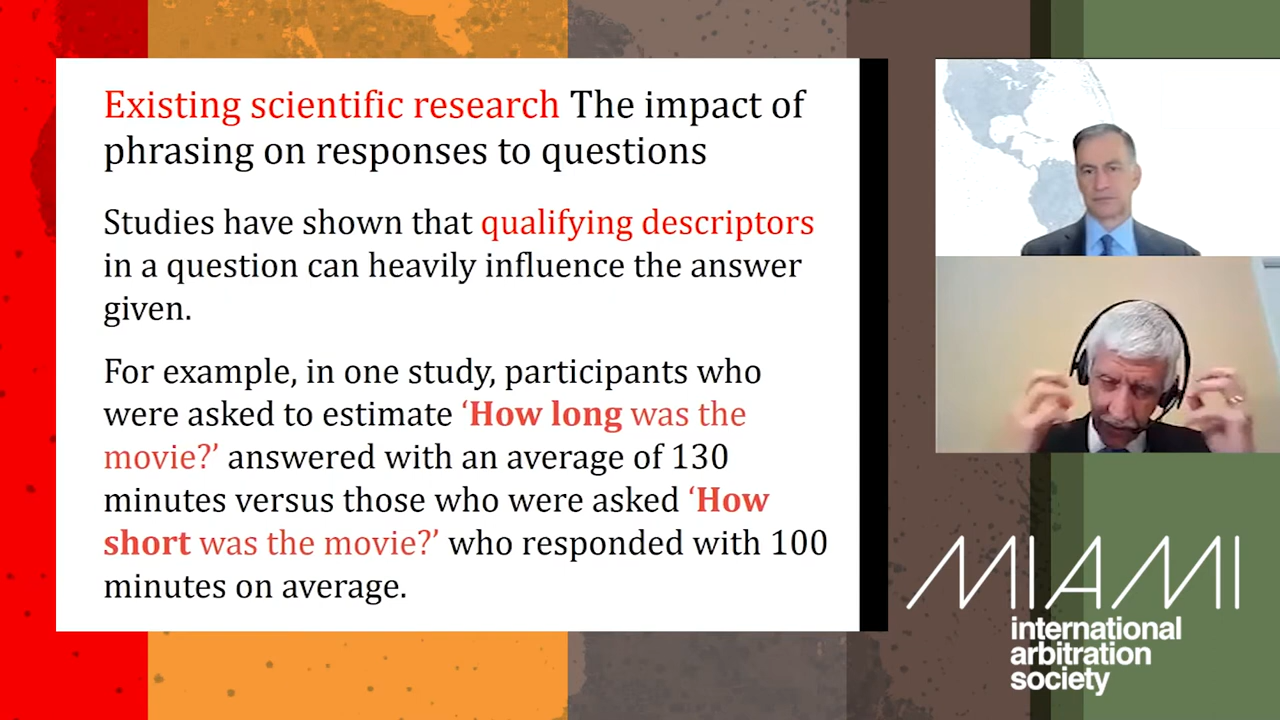 Existing scientific research The impact of
phrasing on responses to questions
Studies have shown that qualifying descriptors
in a question can heavily influence the answer
given.
For example, in one study, participants who
were asked to estimate ‘How long was the
movie?’ answered with an average of 130
minutes versus those who were asked ‘How
short was the movie?’ who responded with 100
minutes on average.
MIAMI
international
arbitration
society